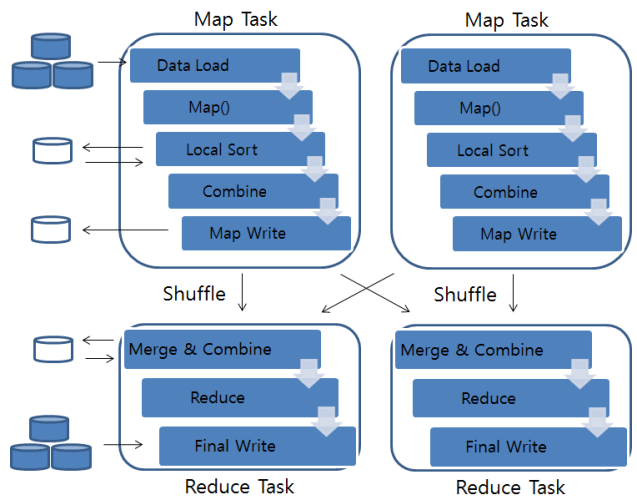 Map Task
Map Task
Data Load
Data Load
Map()
Map()
Local Sort
Local Sort
Combine
Combine
Map Write
Map Write
Shuffle
Shuffle
Merge & Combine
Merge & Combine
Reduce
Reduce
Final Write
Final Write
Reduce Task
Reduce Task